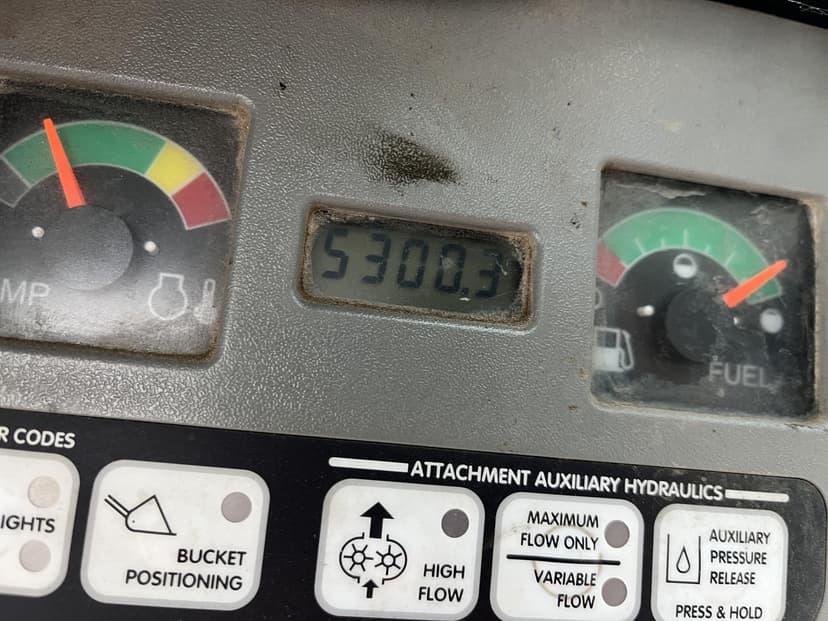 5300.3
MP
FUEL
R CODES
IGHTS
BUCKET
POSITIONING
ATTACHMENT AUXILIARY HYDRAULICS
HIGH
FLOW
MAXIMUM
FLOW ONLY
VARIABLE
FLOW
AUXILIARY
PRESSURE
RELEASE
PRESS & HOLD